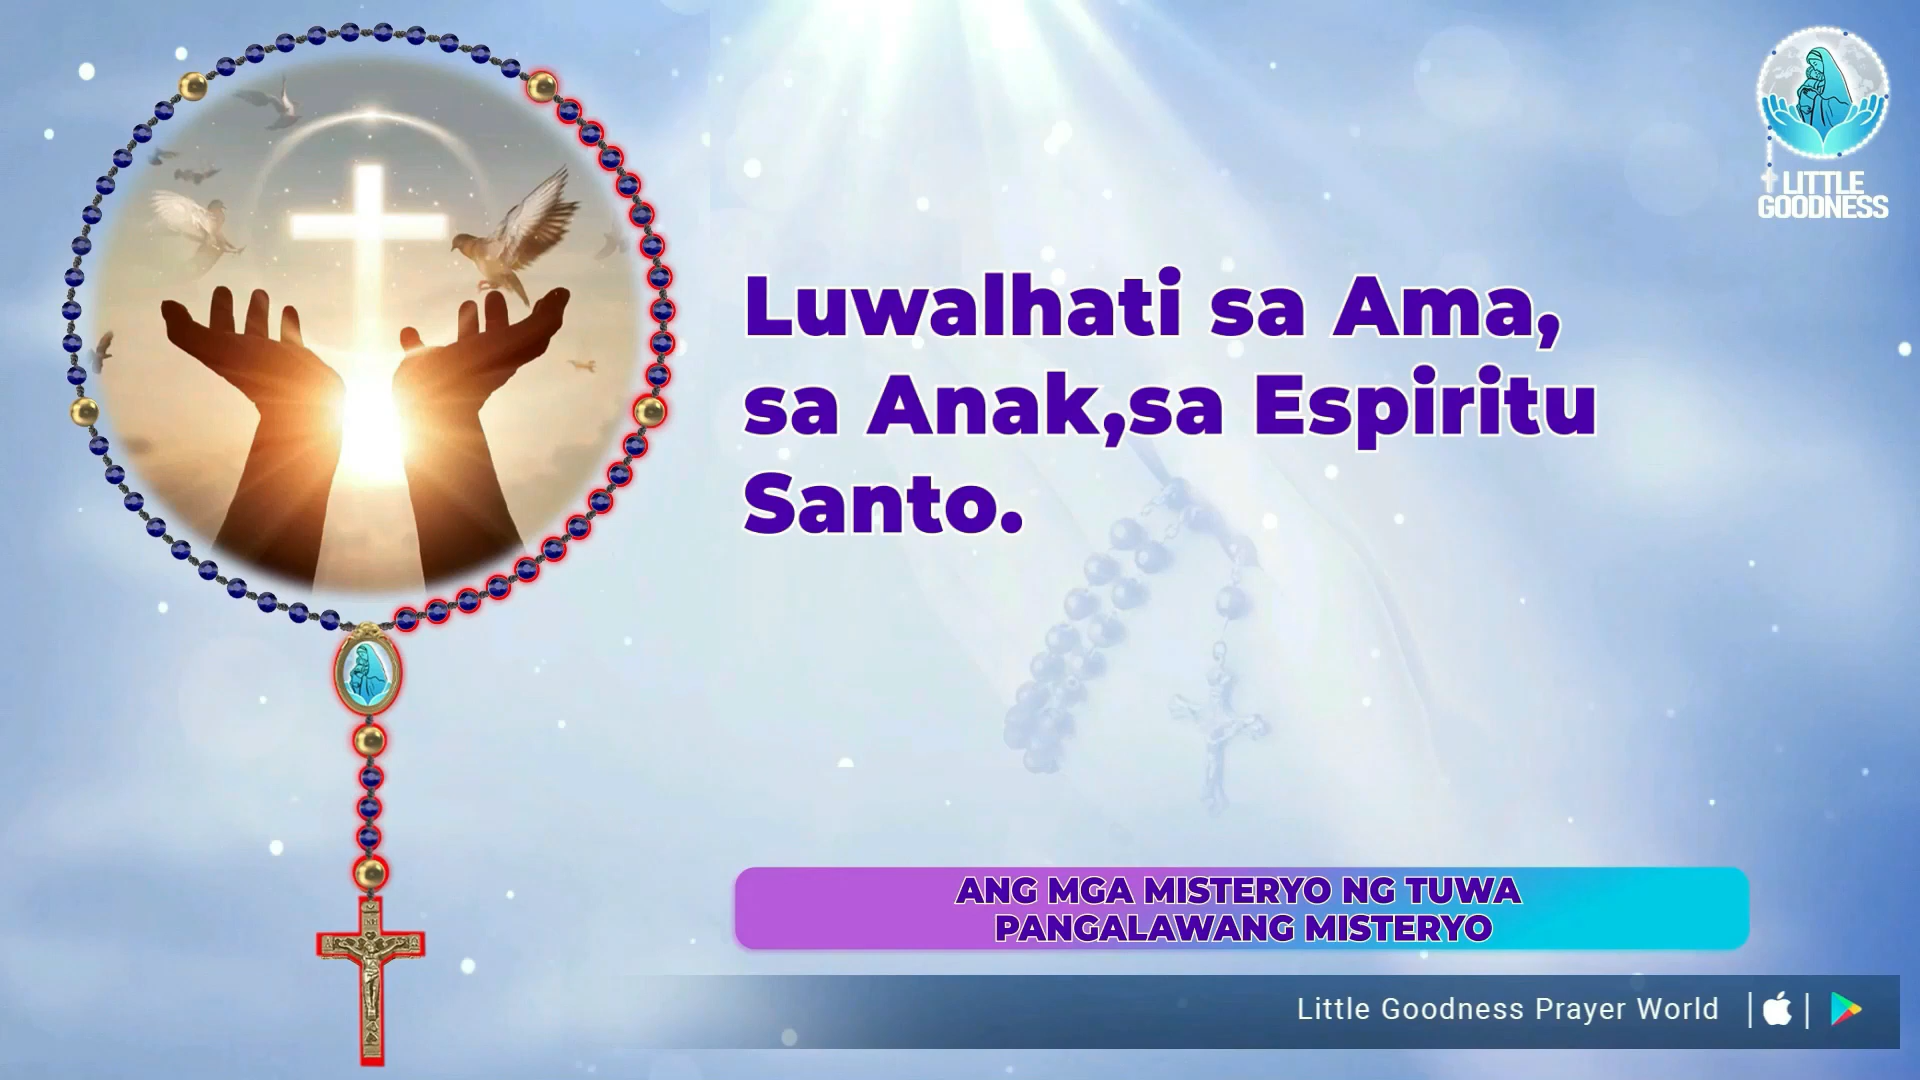 LITTLE
GOODNESS
Luwalhati sa Ama,
sa Anak,sa Espiritu
Santo.
ANG MGA MISTERYO NG TUWA
PANGALAWANG MISTERYO
Little Goodness Prayer World